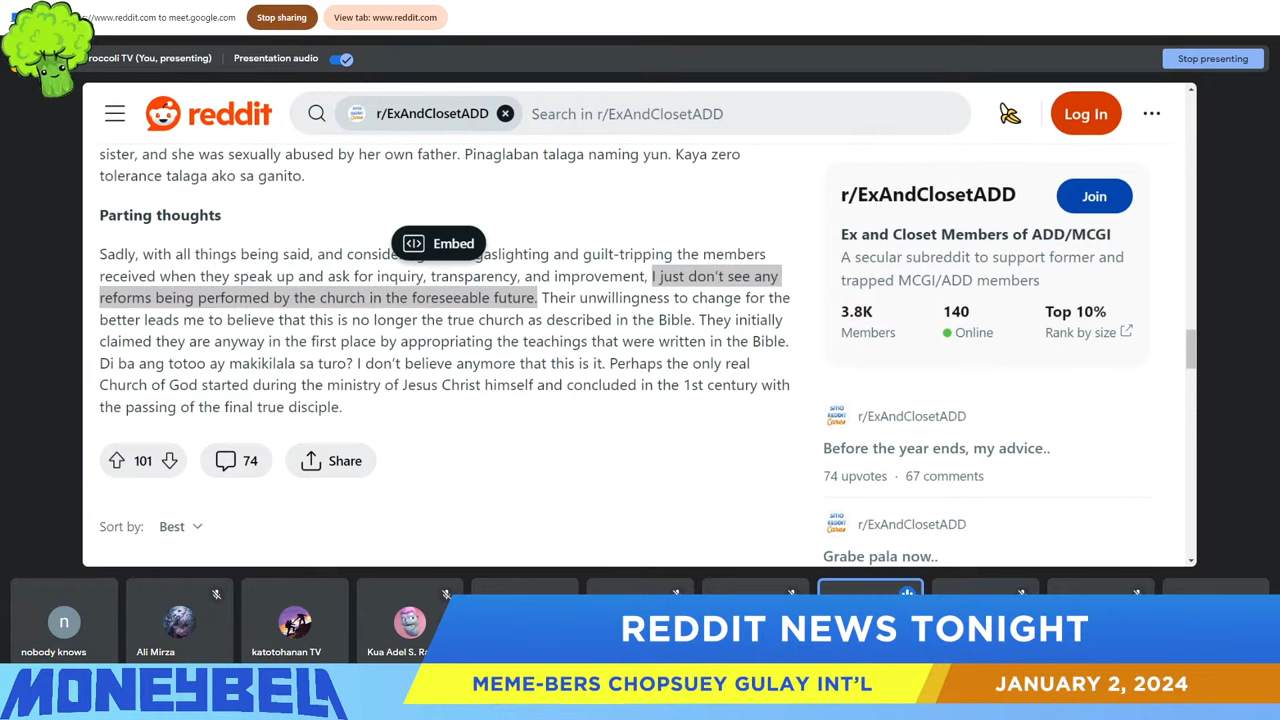 /www.reddit.com to meet.google.com
Stop sharing
View tab: www.reddit.com
roccoli TV (You, presenting)
Presentation audio
Stop presenting
reddit
r/ExAndClosetADD
Search in r/ExAndClosetADD
Log In
sister, and she was sexually abused by her own father. Pinaglaban talaga naming yun. Kaya zero
tolerance talaga ako sa ganito.
Parting thoughts
Embed
Sadly, with all things being said, and conside gaslighting and guilt-tripping the members
received when they speak up and ask for inquiry, transparency, and improvement, I just don't see any
reforms being performed by the church in the foreseeable future. Their unwillingness to change for the
better leads me to believe that this is no longer the true church as described in the Bible. They initially
claimed they are anyway in the first place by appropriating the teachings that were written in the Bible.
Di ba ang totoo ay makikilala sa turo? I don't believe anymore that this is it. Perhaps the only real
Church of God started during the ministry of Jesus Christ himself and concluded in the 1st century with
the passing of the final true disciple.
101
74
Share
Sort by: Best
r/ExAndClosetADD
Join
Ex and Closet Members of ADD/MCGI
A secular subreddit to support former and
trapped MCGI/ADD members
3.8K 140 Top 10%
Members Online Rank by size
r/ExAndClosetADD
Before the year ends, my advice..
74 upvotes · 67 comments
r/ExAndClosetADD
Grabe pala now..
nobody knows
Ali Mirza
katotohanan TV
Kua Adel S. Ra
REDDIT NEWS TONIGHT
MONEYBELA
MEME-BERS CHOPSUEY GULAY INT'L
JANUARY 2, 2024